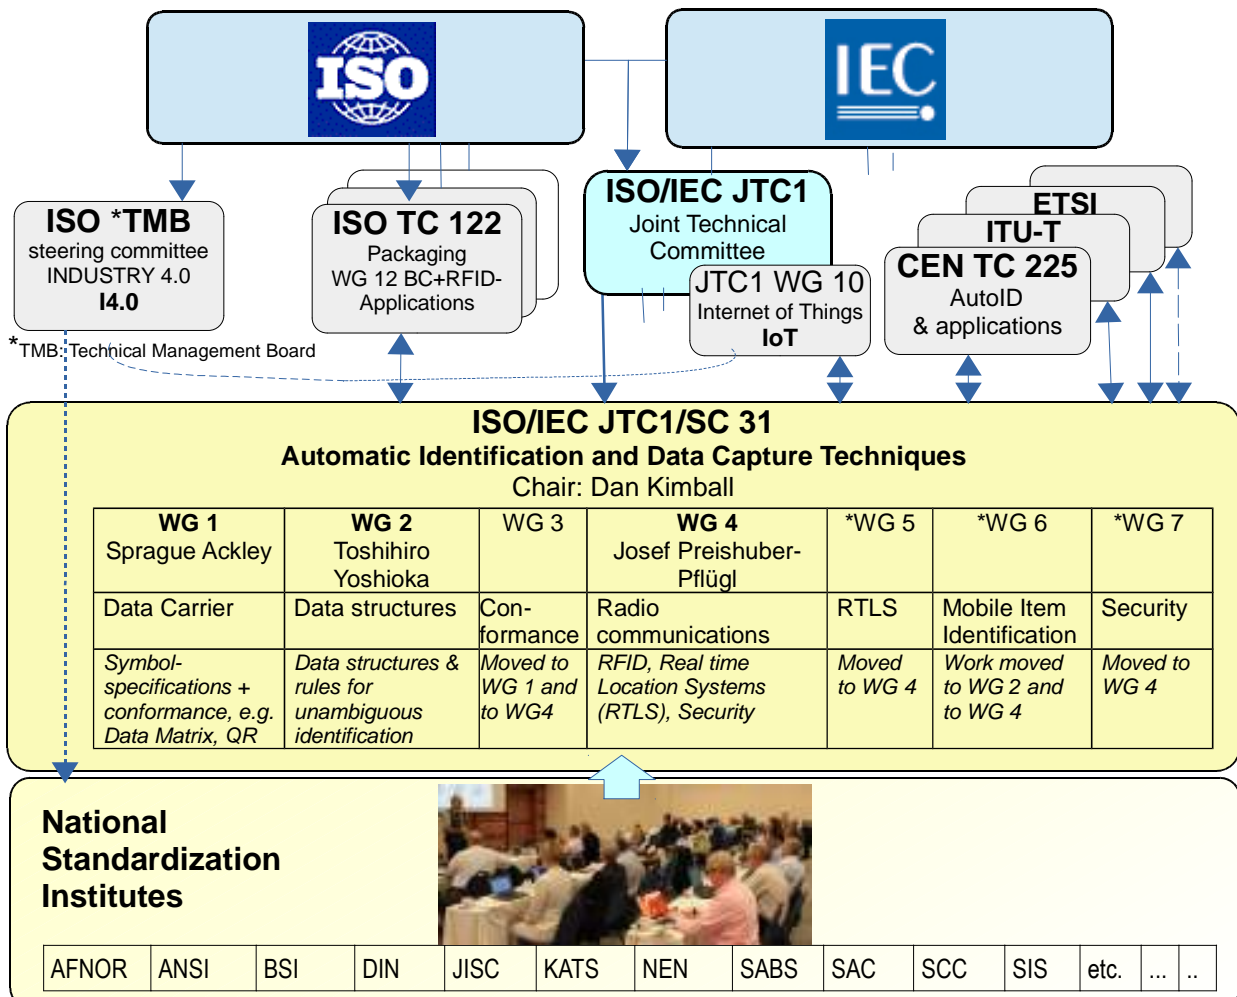 ISO
IEC
ISO *TMB
steering committee
INDUSTRY 4.0
I4.0
*TMB: Technical Management Board
ISO TC 122
Packaging
WG 12 BC+RFID-
Applications
ISO/IEC JTC1
Joint Technical
Committee
JTC1 WG 10
Internet of Things
IoT
ETSI
ITU-T
CEN TC 225
AutoID
& applications
ISO/IEC JTC1/SC 31
Automatic Identification and Data Capture Techniques
Chair: Dan Kimball
WG 1
Sprague Ackley
WG 2
Toshihiro
Yoshioka
WG 3
WG 4
Josef Preishuber-
Pflügl
*WG 5
*WG 6
*WG 7
Data Carrier
Data structures
Con-
formance
Radio
communications
RTLS
Mobile Item
Identification
Security
Symbol-
specifications +
conformance, e.g.
Data Matrix, QR
Data structures &
rules for
unambiguous
identification
Moved to
WG 1 and
to WG4
RFID, Real time
Location Systems
(RTLS), Security
Moved
to WG 4
Work moved
to WG 2 and
to WG 4
Moved to
WG 4
National
Standardization
Institutes
AFNOR ANSI BSI DIN JISC KATS NEN SABS SAC SCC SIS etc. ... ..